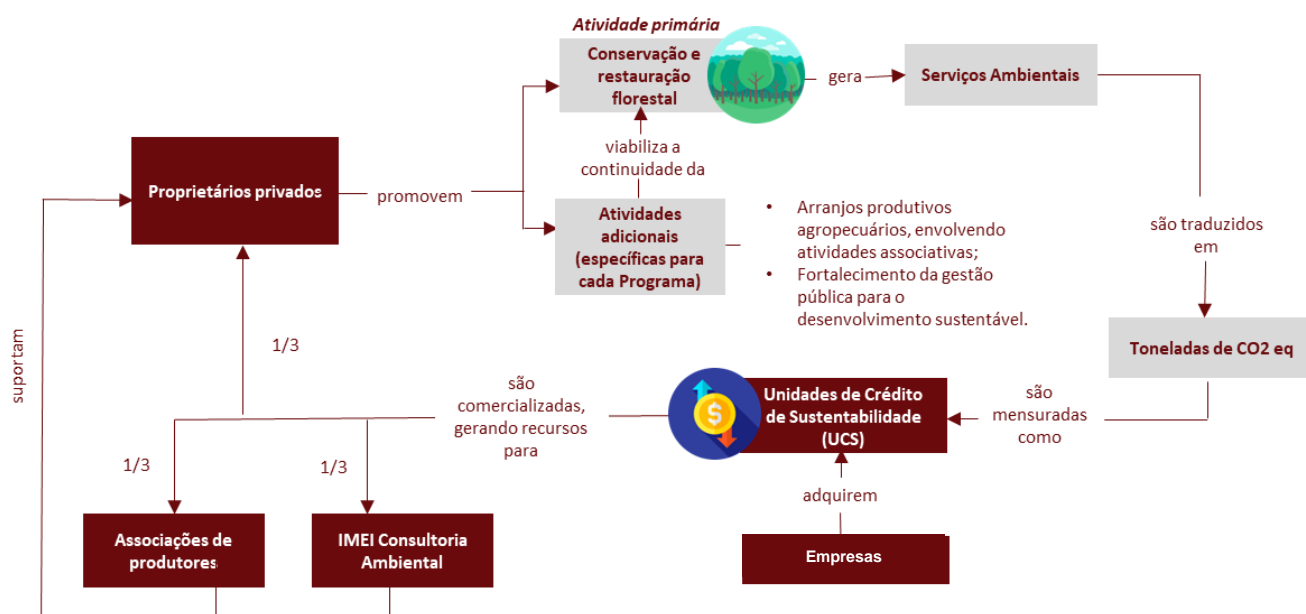 Atividade primária
Conservação e
restauração
florestal
gera
Serviços Ambientais
viabiliza a
continuidade da
Proprietários privados
promovem
Atividades
adicionais
(específicas para
cada Programa)
• Arranjos produtivos
agropecuários, envolvendo
atividades associativas;
• Fortalecimento da gestão
pública para o
desenvolvimento sustentável.
são traduzidos
em
Toneladas de CO2 eq
são
mensuradas
como
Unidades de Crédito
de Sustentabilidade
(UCS)
$
adquirem
Empresas
são
comercializadas,
gerando recursos
para
1/3
1/3
1/3
Associações de
produtores
IMEI Consultoria
Ambiental
suportam